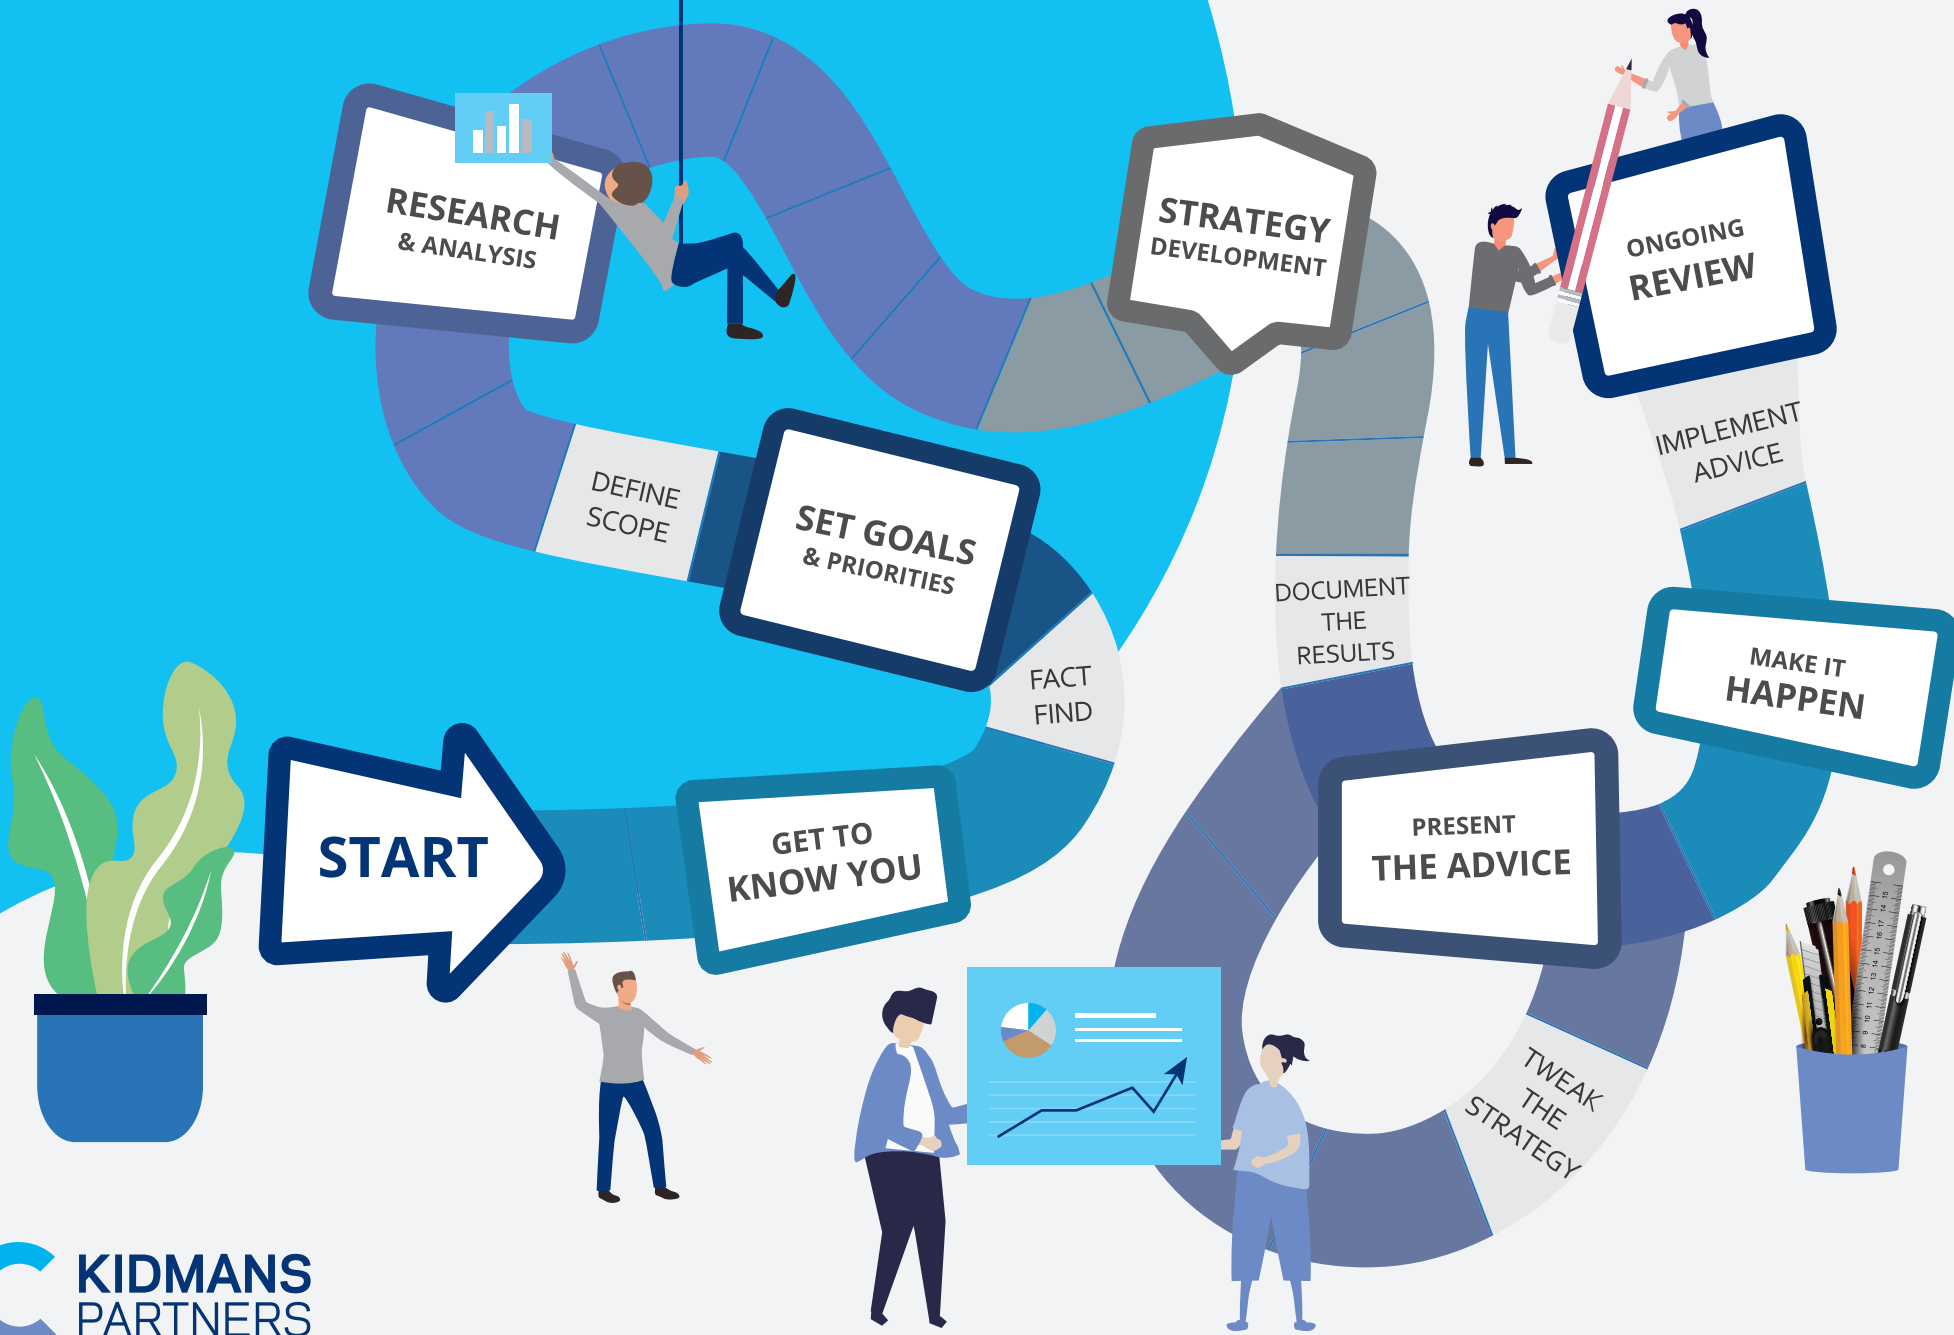 START
GET TO
KNOW YOU
FACT
FIND
SET GOALS
& PRIORITIES
DEFINE
SCOPE
RESEARCH
& ANALYSIS
STRATEGY
DEVELOPMENT
DOCUMENT
THE
RESULTS
PRESENT
THE ADVICE
TWEAK
THE
STRATEGY
MAKE IT
HAPPEN
IMPLEMENT
ADVICE
ONGOING
REVIEW
KIDMANS
PARTNERS